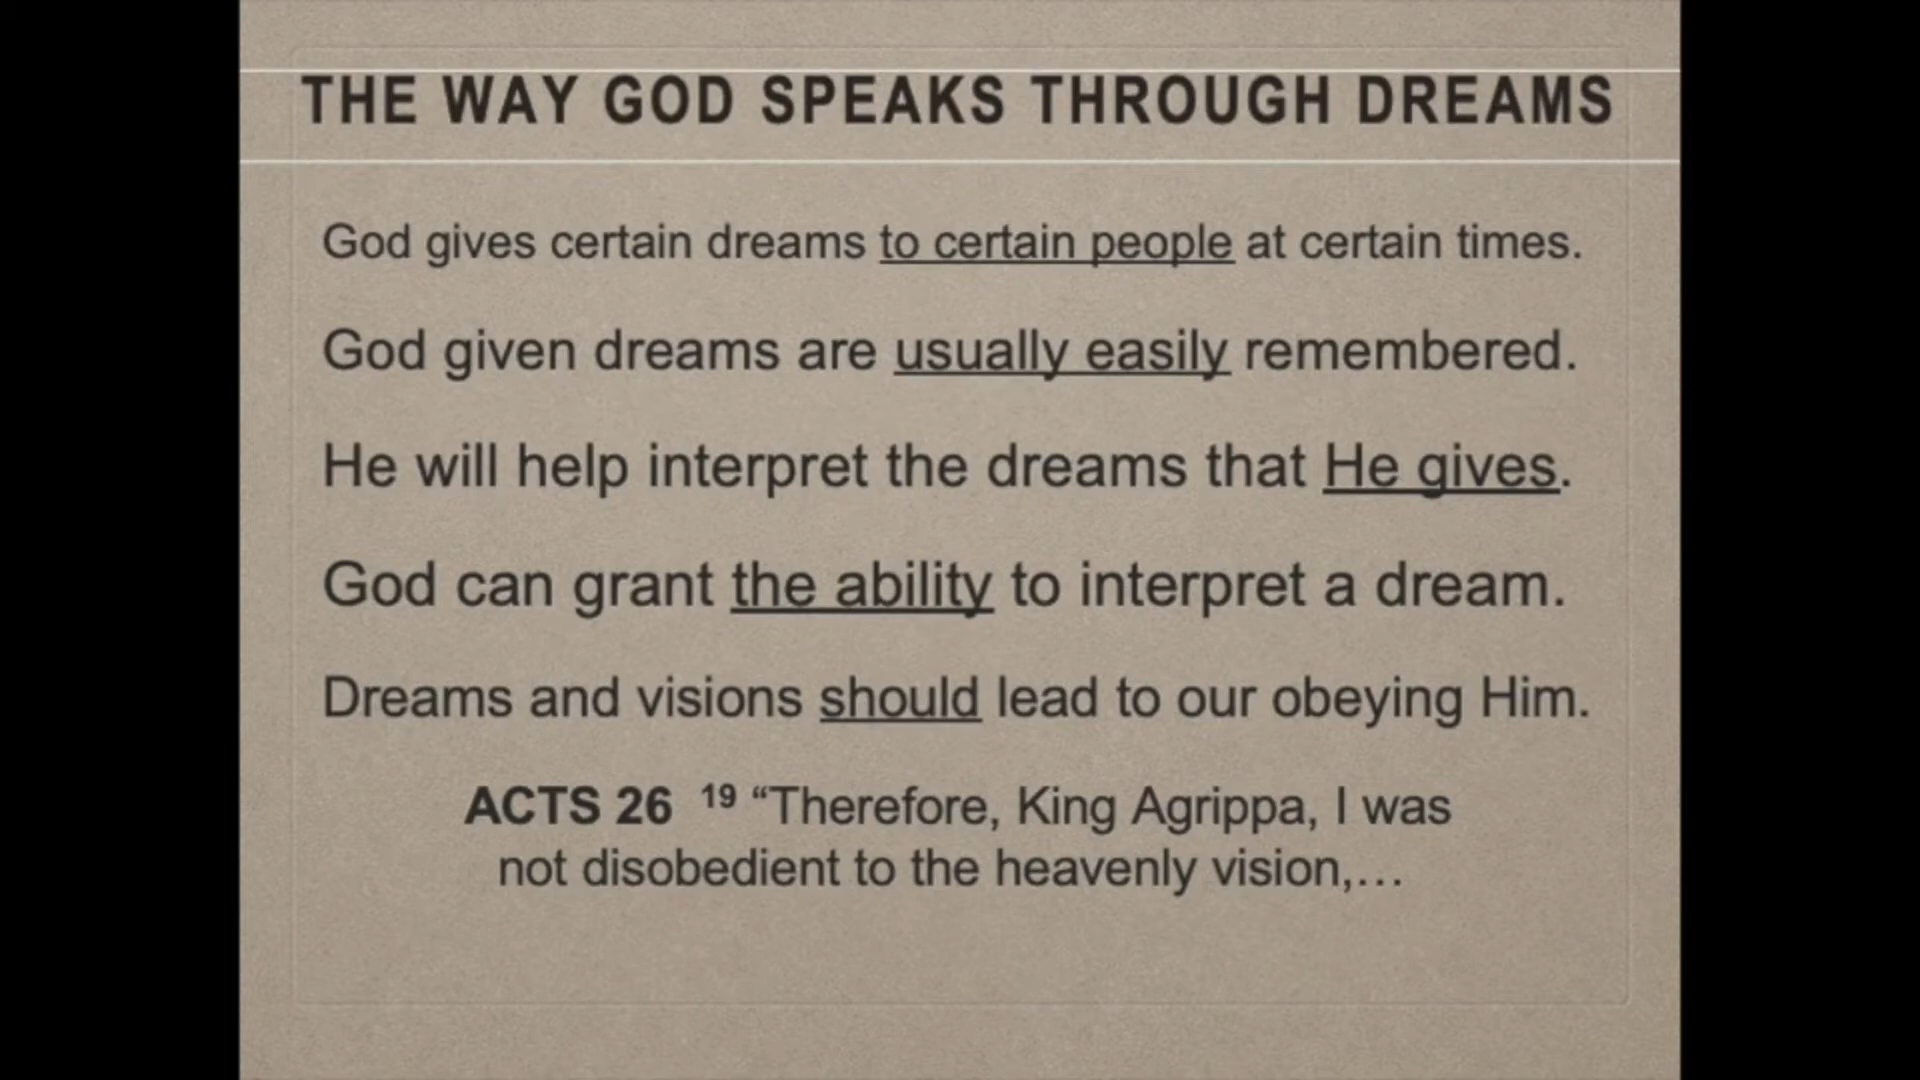 THE WAY GOD SPEAKS THROUGH DREAMS
God gives certain dreams to certain people at certain times.
God given dreams are usually easily remembered.
He will help interpret the dreams that He gives.
God can grant the ability to interpret a dream.
Dreams and visions should lead to our obeying Him.
ACTS 26 19 “Therefore, King Agrippa, I was
not disobedient to the heavenly vision,…